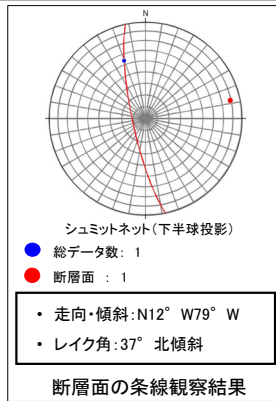 N
シュミットネット(下半球投影)
総データ数: 1
断層面 : 1
• 走向・傾斜:N12° W79° W
• レイク角:37° 北傾斜
断層面の条線観察結果